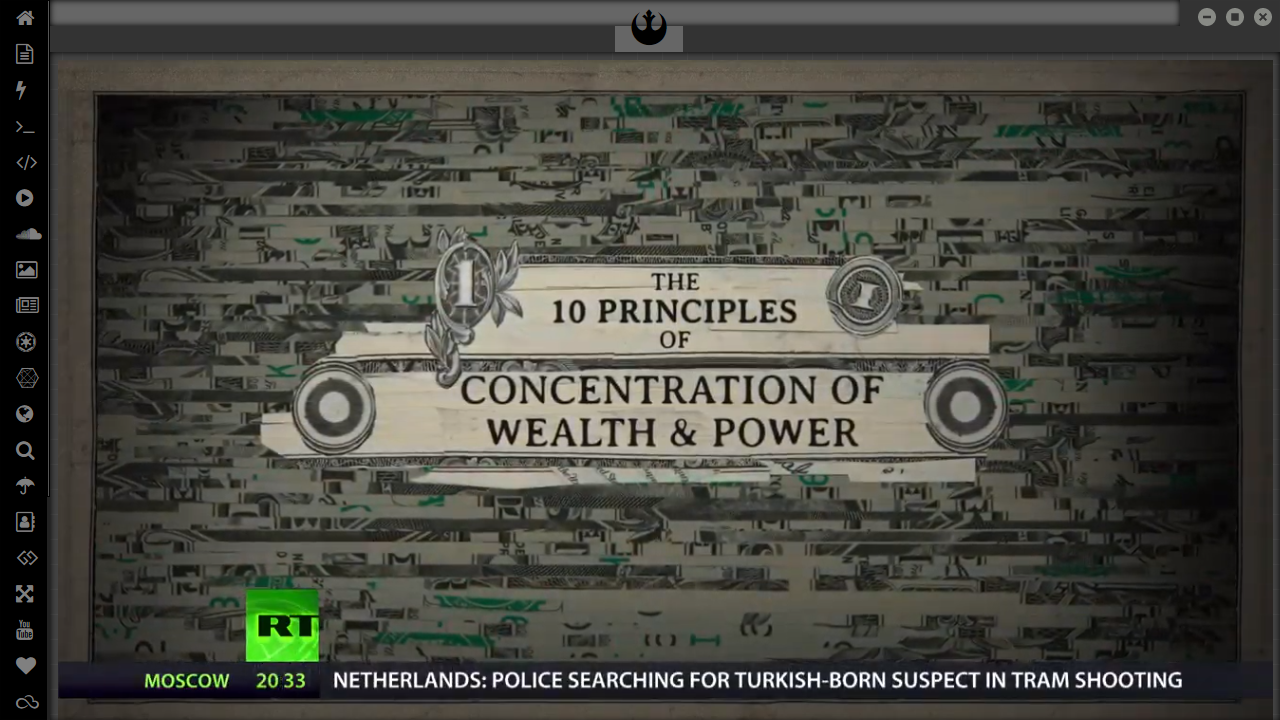 THE
10 PRINCIPLES
OF
CONCENTRATION OF
WEALTH & POWER
RT
MOSCOW 20 33 NETHERLANDS: POLICE SEARCHING FOR TURKISH-BORN SUSPECT IN TRAM SHOOTING
You
Tube